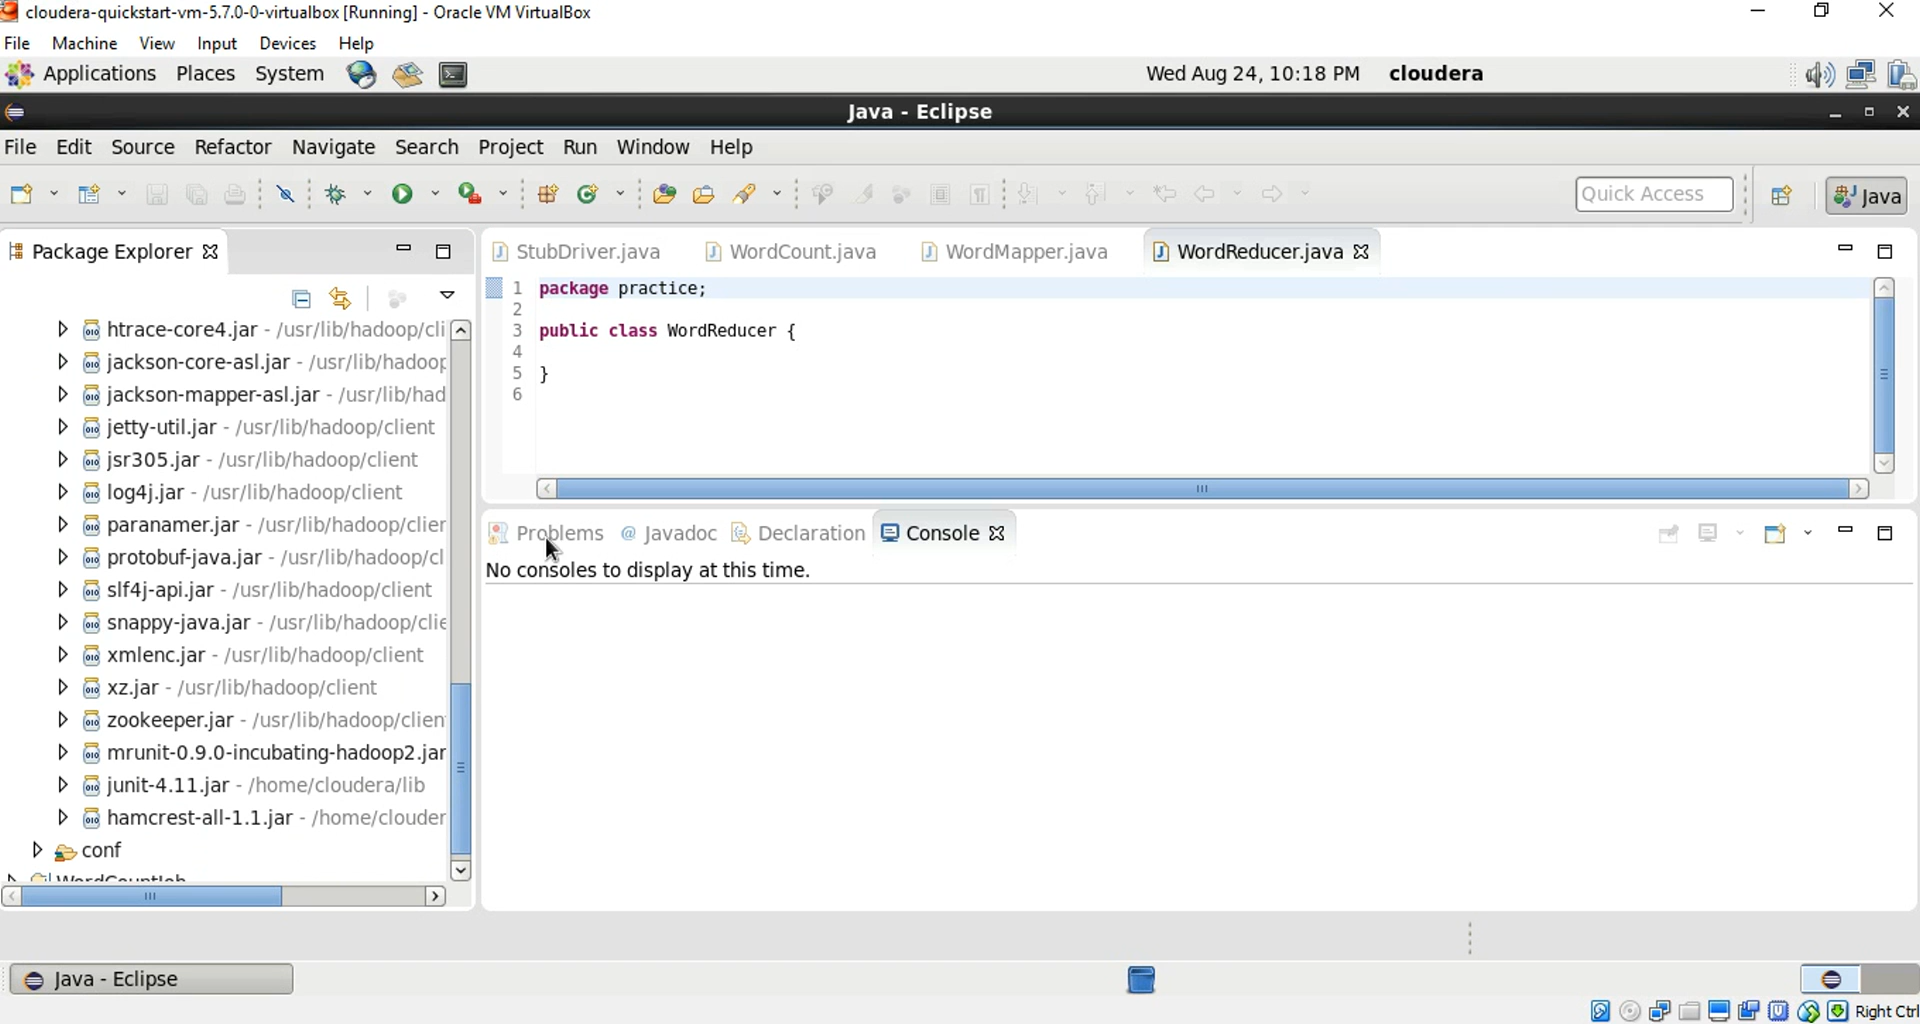 cloudera-quickstart-vm-5.7.0-0-virtualbox [Running] - Oracle VM VirtualBox
File Machine View Input Devices Help
Applications Places System Wed Aug 24, 10:18 PM cloudera
Java - Eclipse
File Edit Source Refactor Navigate Search Project Run Window Help
Quick Access Java
Package Explorer
StubDriver.java WordCount.java WordMapper.java WordReducer.java
htrace-core4.jar - /usr/lib/hadoop/cli
jackson-core-asl.jar - /usr/lib/hadoop
jackson-mapper-asl.jar - /usr/lib/had
jetty-util.jar - /usr/lib/hadoop/client
jsr305.jar - /usr/lib/hadoop/client
log4j.jar - /usr/lib/hadoop/client
paranamer.jar - /usr/lib/hadoop/clier
protobuf-java.jar - /usr/lib/hadoop/cl
slf4j-api.jar - /usr/lib/hadoop/client
snappy-java.jar - /usr/lib/hadoop/clie
xmlenc.jar - /usr/lib/hadoop/client
xz.jar - /usr/lib/hadoop/client
zookeeper.jar - /usr/lib/hadoop/clien
mrunit-0.9.0-incubating-hadoop2.jar
junit-4.11.jar - /home/cloudera/lib
hamcrest-all-1.1.jar - /home/clouder
conf
1 package practice;
2
3 public class WordReducer {
4
5 }
6
Problems Javadoc Declaration Console
No consoles to display at this time.
Java - Eclipse
Right Ctrl